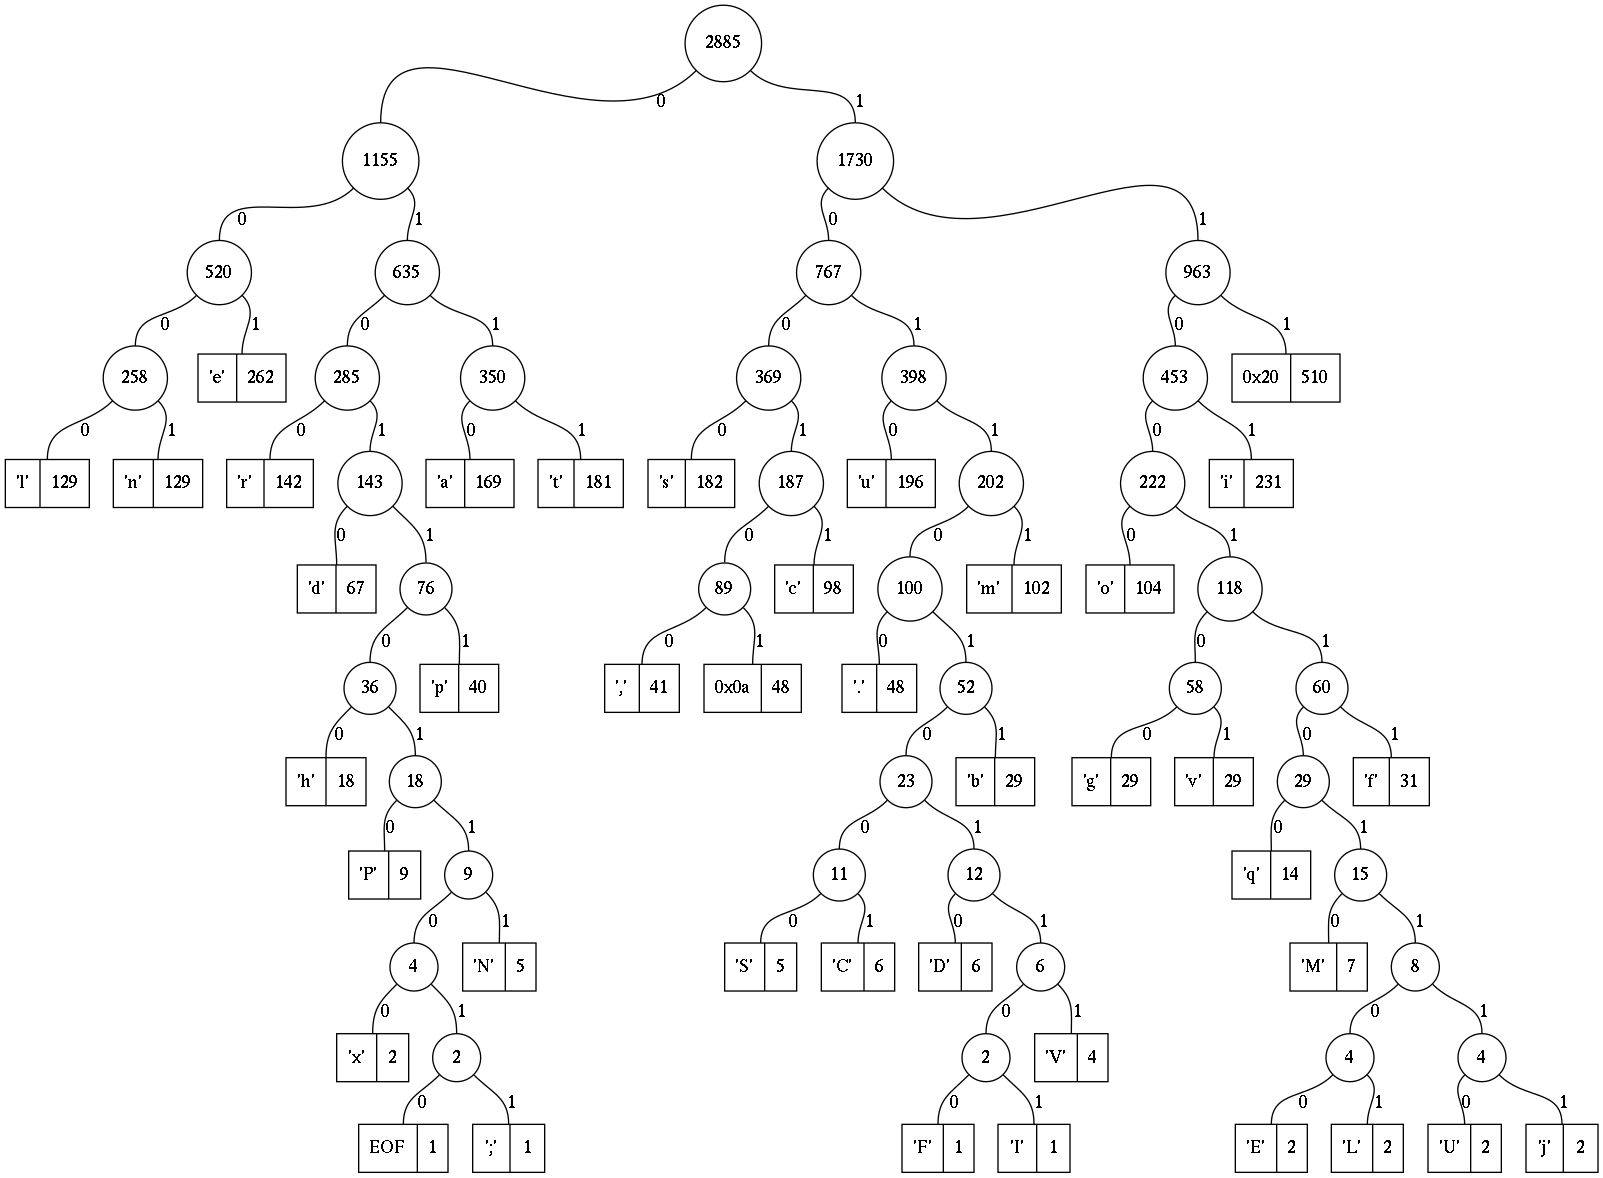 2885
0 1
1155 1730
0 1 0 1
520 635 767 963
0 1 0 1 0 1 0 1
258 'e' 262 285 350 369 398 453 0x20 510
0 1 0 1 0 1 0 1 0 1 0 1
'l' 129 'n' 129 'r' 142 143 'a' 169 't' 181 's' 182 187 'u' 196 202 222 'i' 231
0 1 0 1 0 1 0 1
'd' 67 76 89 'c' 98 100 'm' 102 'o' 104 118
0 1 0 1 0 1 0 1
36 'p' 40 ',' 41 0x0a 48 '.' 48 52 58 60
0 1 0 1 0 1 0 1
'h' 18 18 23 'b' 29 'g' 29 'v' 29 29 'f' 31
0 1 0 1 0 1
'P' 9 9 11 12 'q' 14 15
0 1 0 1 0 1 0 1
4 'N' 5 'S' 5 'C' 6 'D' 6 6 'M' 7 8
0 1 0 1 0 1
'x' 2 2 2 'V' 4 4 4
0 1 0 1 0 1 0 1
EOF 1 ';' 1 'F' 1 'I' 1 'E' 2 'L' 2 'U' 2 'j' 2